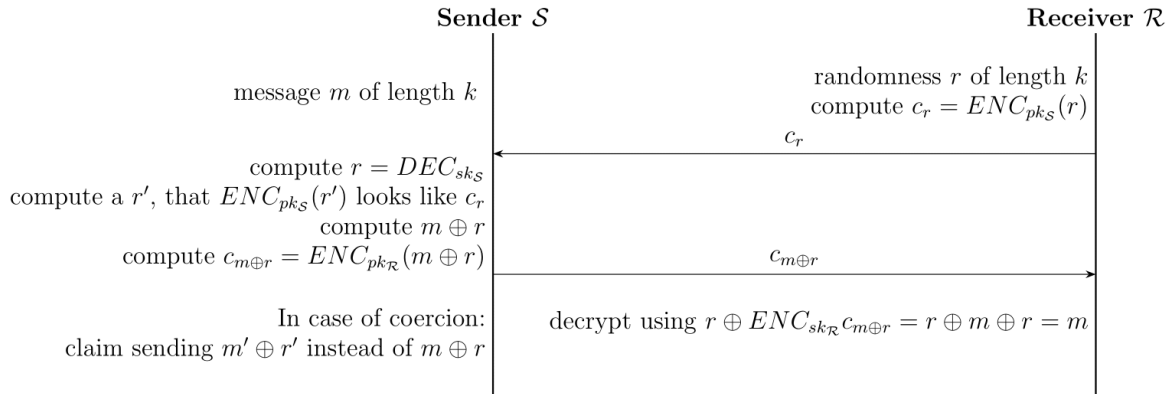 Sender 𝒮
Receiver ℛ
message m of length k
randomness r of length k
compute c_r = ENC_{pk_𝒮}(r)
c_r
compute r = DEC_{sk_𝒮}
compute a r′, that ENC_{pk_𝒮}(r′) looks like c_r
compute m ⊕ r
compute c_{m⊕r} = ENC_{pk_ℛ}(m ⊕ r)
c_{m⊕r}
In case of coercion:
claim sending m′ ⊕ r′ instead of m ⊕ r
decrypt using r ⊕ ENC_{sk_ℛ}c_{m⊕r} = r ⊕ m ⊕ r = m